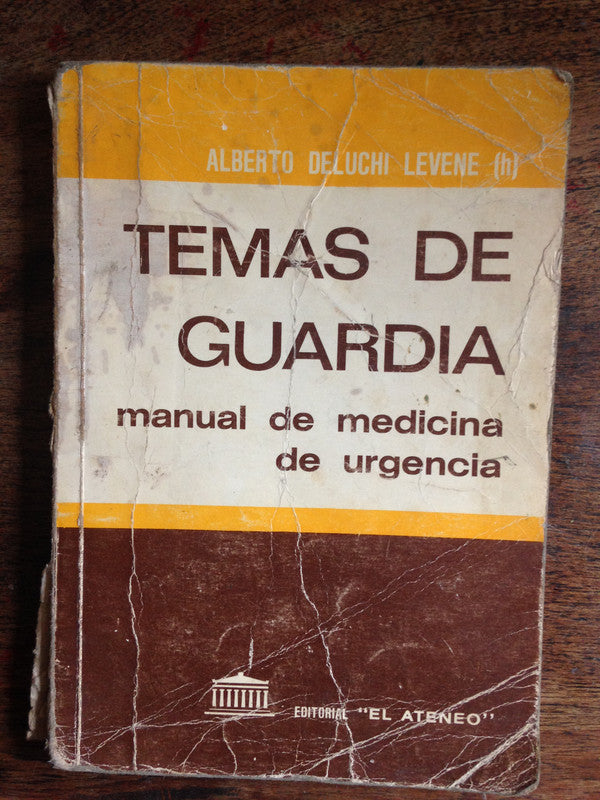 ALBERTO DELUCHI LEVENE (h)
TEMAS DE
GUARDIA
manual de medicina
de urgencia
EDITORIAL "EL ATENEO"